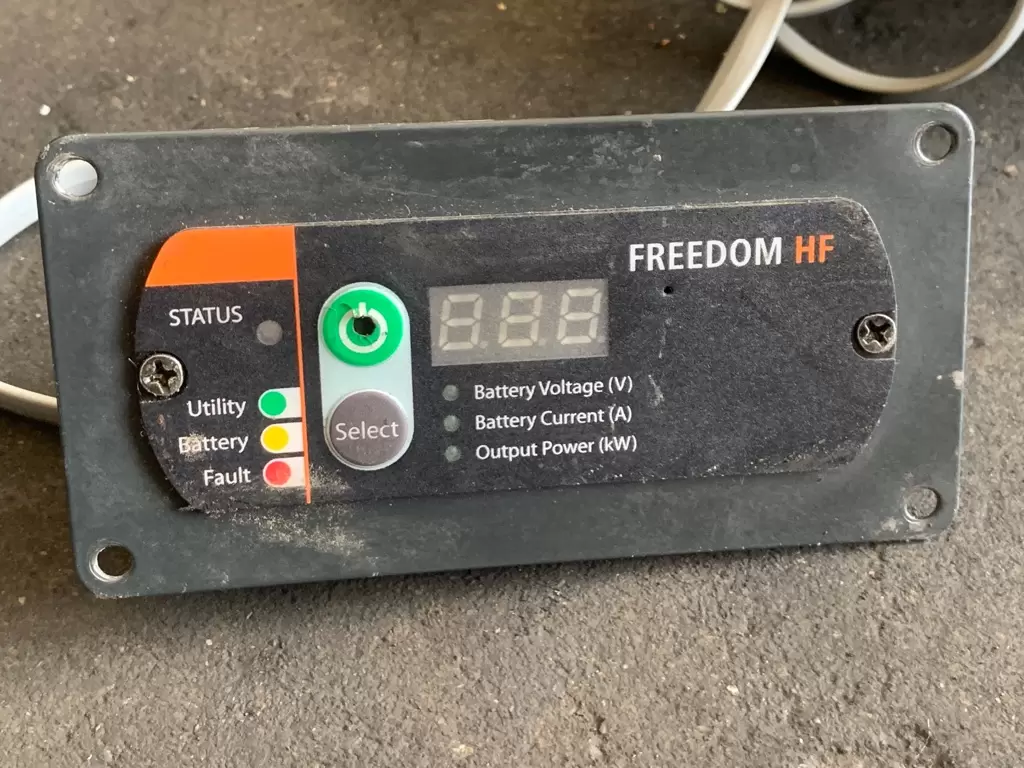 FREEDOM HF
STATUS
Utility
Battery
Fault
Select
Battery Voltage (V)
Battery Current (A)
Output Power (kW)